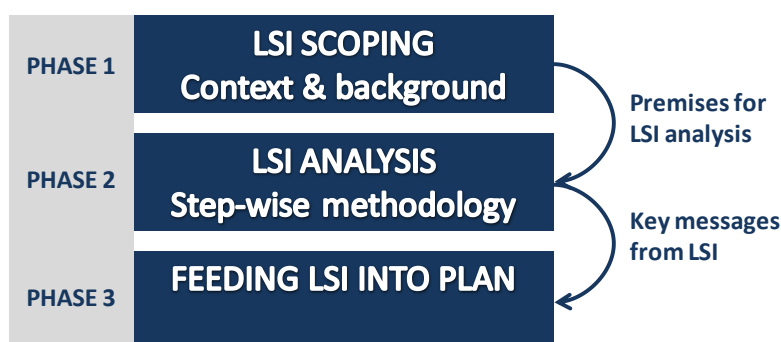 PHASE 1
LSI SCOPING
Context & background
Premises for
LSI analysis
PHASE 2
LSI ANALYSIS
Step-wise methodology
Key messages
from LSI
PHASE 3
FEEDING LSI INTO PLAN